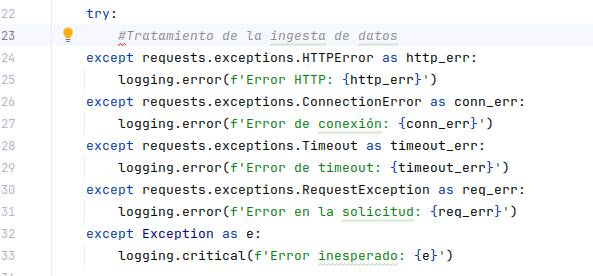 22 try:
23 #Tratamiento de la ingesta de datos
24 except requests.exceptions.HTTPError as http_err:
25 logging.error(f'Error HTTP: {http_err}')
26 except requests.exceptions.ConnectionError as conn_err:
27 logging.error(f'Error de conexión: {conn_err}')
28 except requests.exceptions.Timeout as timeout_err:
29 logging.error(f'Error de timeout: {timeout_err}')
30 except requests.exceptions.RequestException as req_err:
31 logging.error(f'Error en la solicitud: {req_err}')
32 except Exception as e:
33 logging.critical(f'Error inesperado: {e}')